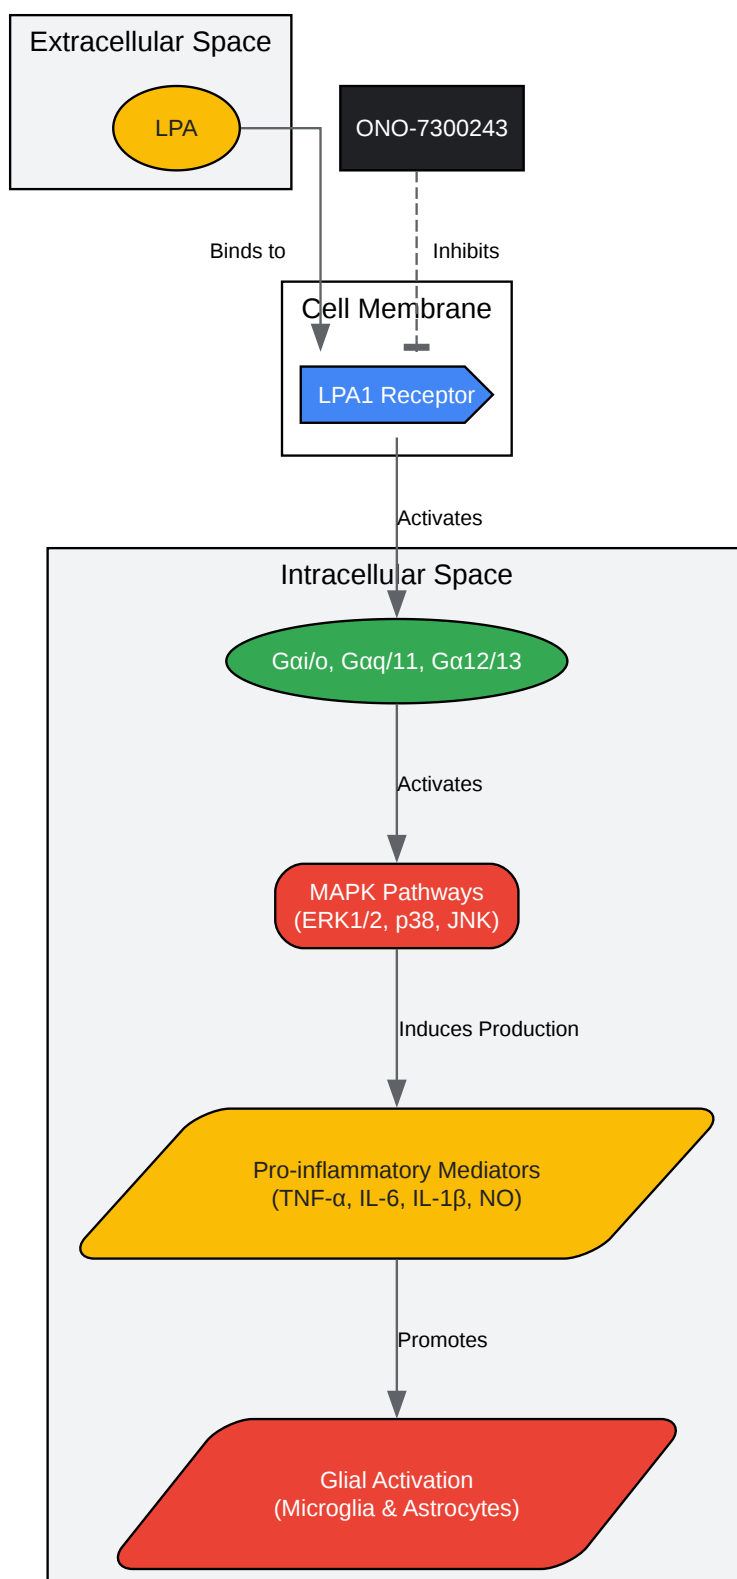 Extracellular Space
LPA
ONO-7300243
Binds to
Inhibits
Cell Membrane
LPA1 Receptor
Activates
Intracellular Space
Gαi/o, Gαq/11, Gα12/13
Activates
MAPK Pathways
(ERK1/2, p38, JNK)
Induces Production
Pro-inflammatory Mediators
(TNF-α, IL-6, IL-1β, NO)
Promotes
Glial Activation
(Microglia & Astrocytes)